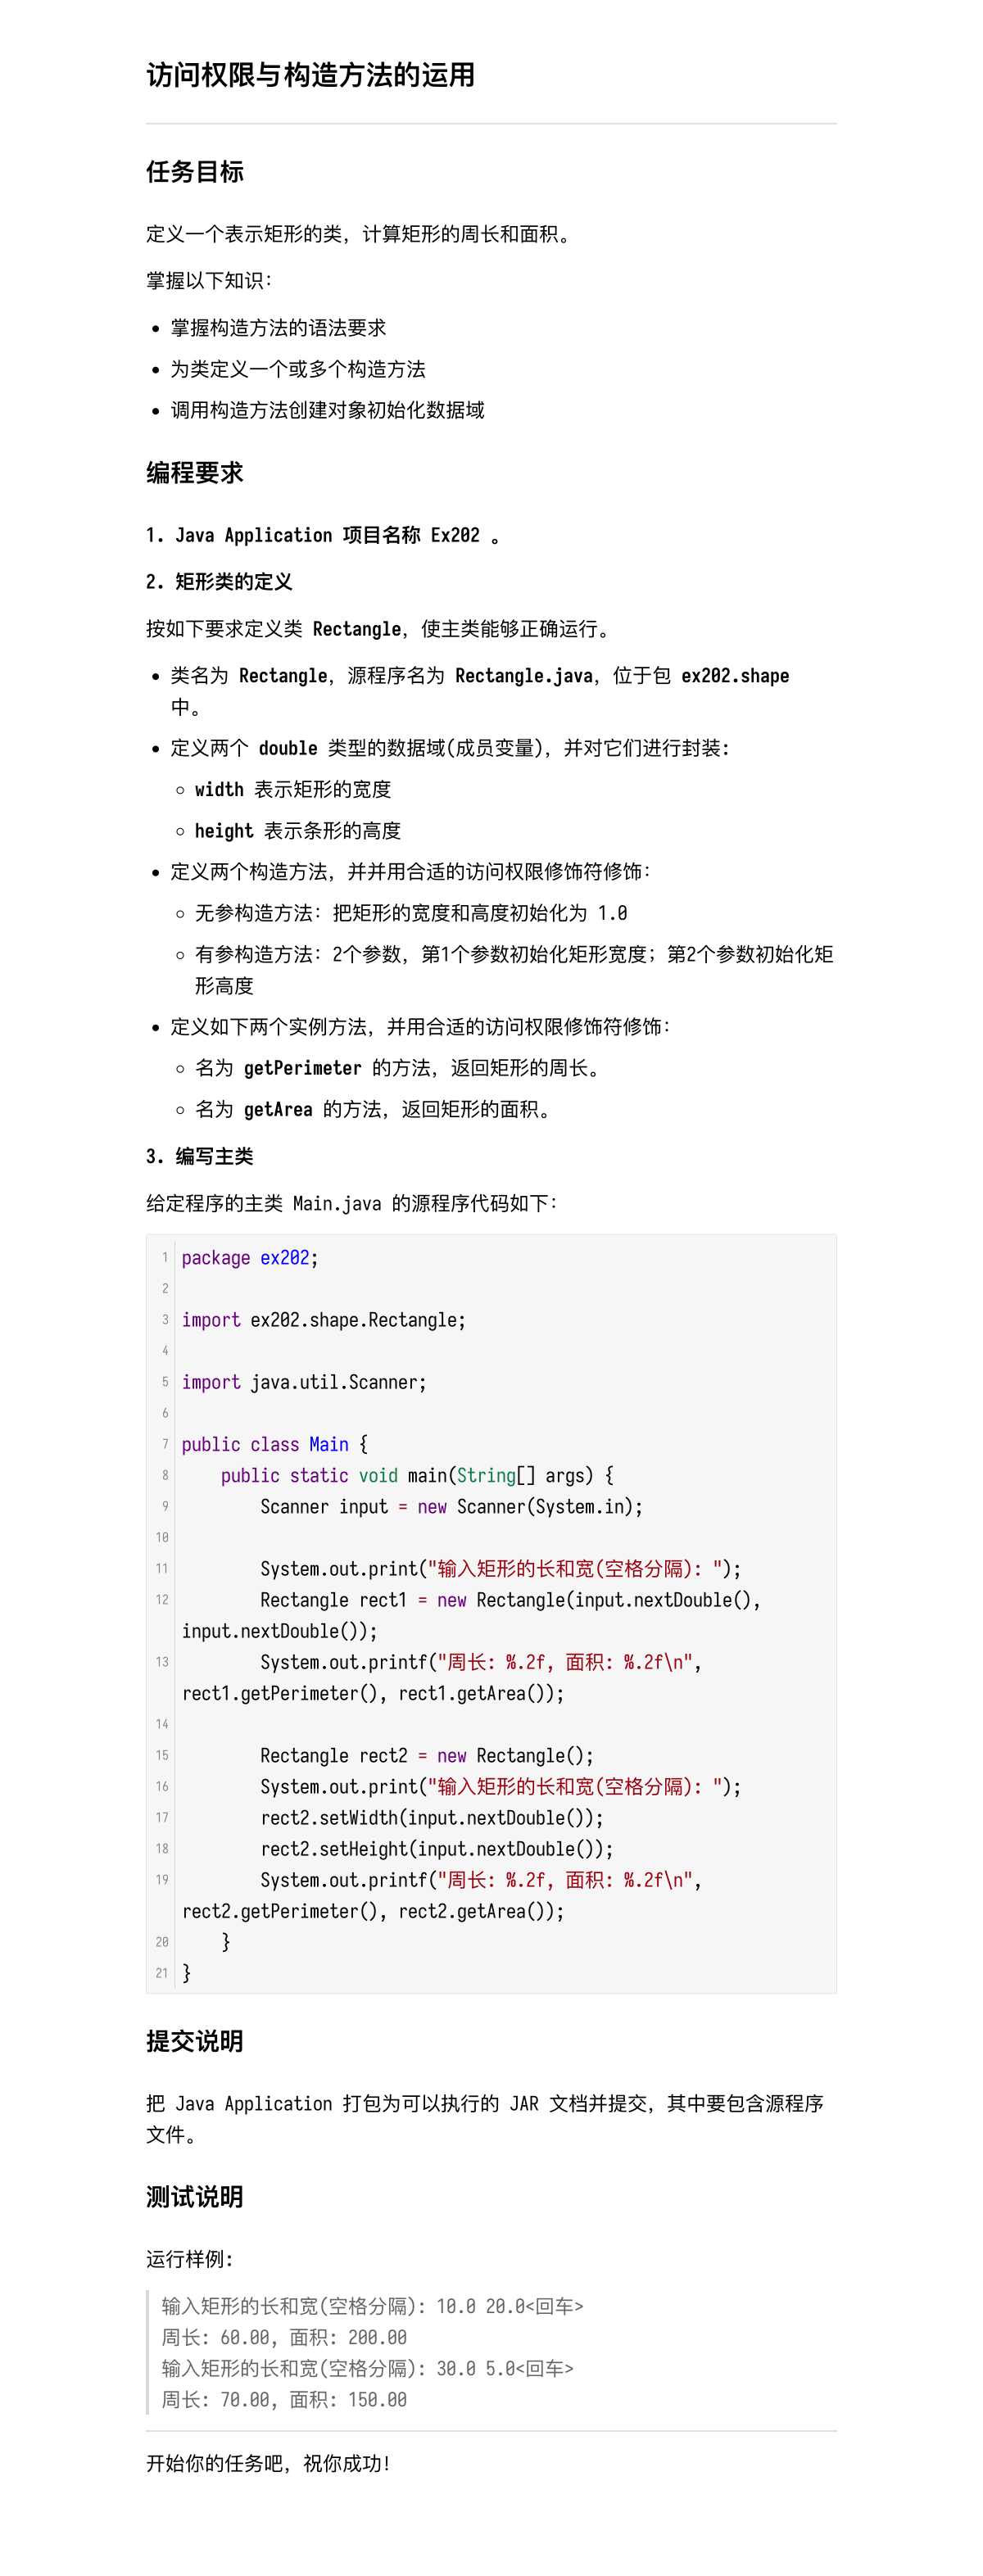 访问权限与构造方法的运用
任务目标
定义一个表示矩形的类，计算矩形的周长和面积。
掌握以下知识：
• 掌握构造方法的语法要求
• 为类定义一个或多个构造方法
• 调用构造方法创建对象初始化数据域
编程要求
1. Java Application 项目名称 Ex202 。
2. 矩形类的定义
按如下要求定义类 Rectangle，使主类能够正确运行。
• 类名为 Rectangle，源程序名为 Rectangle.java，位于包 ex202.shape
中。
• 定义两个 double 类型的数据域(成员变量)，并对它们进行封装:
◦ width 表示矩形的宽度
◦ height 表示条形的高度
• 定义两个构造方法，并并用合适的访问权限修饰符修饰：
◦ 无参构造方法：把矩形的宽度和高度初始化为 1.0
◦ 有参构造方法：2个参数，第1个参数初始化矩形宽度；第2个参数初始化矩
形高度
• 定义如下两个实例方法，并用合适的访问权限修饰符修饰：
◦ 名为 getPerimeter 的方法，返回矩形的周长。
◦ 名为 getArea 的方法，返回矩形的面积。
3. 编写主类
给定程序的主类 Main.java 的源程序代码如下：
1 package ex202;
2
3 import ex202.shape.Rectangle;
4
5 import java.util.Scanner;
6
7 public class Main {
8     public static void main(String[] args) {
9         Scanner input = new Scanner(System.in);
10
11         System.out.print("输入矩形的长和宽(空格分隔): ");
12         Rectangle rect1 = new Rectangle(input.nextDouble(),
input.nextDouble());
13         System.out.printf("周长: %.2f, 面积: %.2f\n",
rect1.getPerimeter(), rect1.getArea());
14
15         Rectangle rect2 = new Rectangle();
16         System.out.print("输入矩形的长和宽(空格分隔): ");
17         rect2.setWidth(input.nextDouble());
18         rect2.setHeight(input.nextDouble());
19         System.out.printf("周长: %.2f, 面积: %.2f\n",
rect2.getPerimeter(), rect2.getArea());
20     }
21 }
提交说明
把 Java Application 打包为可以执行的 JAR 文档并提交，其中要包含源程序
文件。
测试说明
运行样例:
输入矩形的长和宽(空格分隔): 10.0 20.0<回车>
周长: 60.00, 面积: 200.00
输入矩形的长和宽(空格分隔): 30.0 5.0<回车>
周长: 70.00, 面积: 150.00
开始你的任务吧，祝你成功！